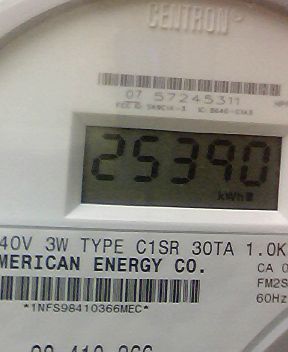 CENTRON
07 57245311
25390
kWh
40V 3W TYPE C1SR 30TA 1.0K
MERICAN ENERGY CO.
CA 0
FM2S
60Hz
*1NFS98410366MEC*